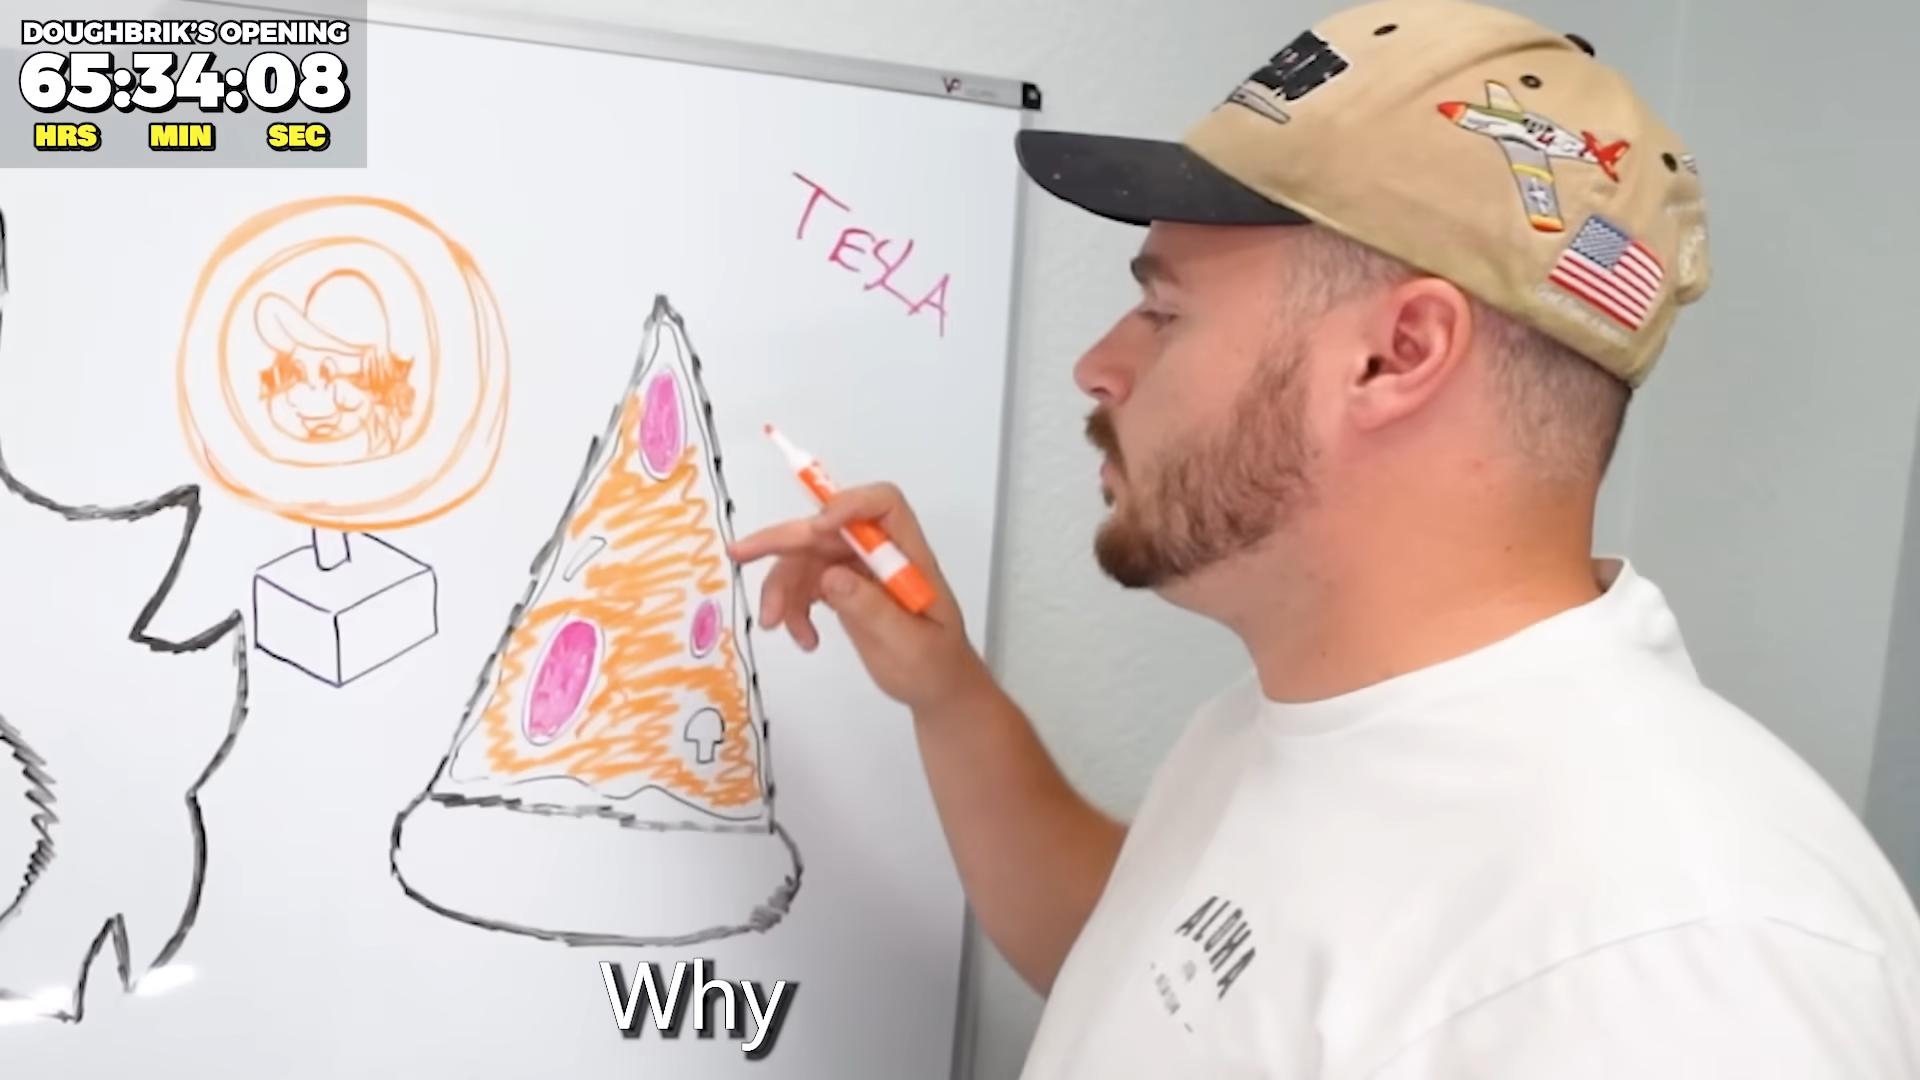 DOUGHBRIK'S OPENING
65:34:08
HRS MIN SEC
TESLA
ALOHA
Why